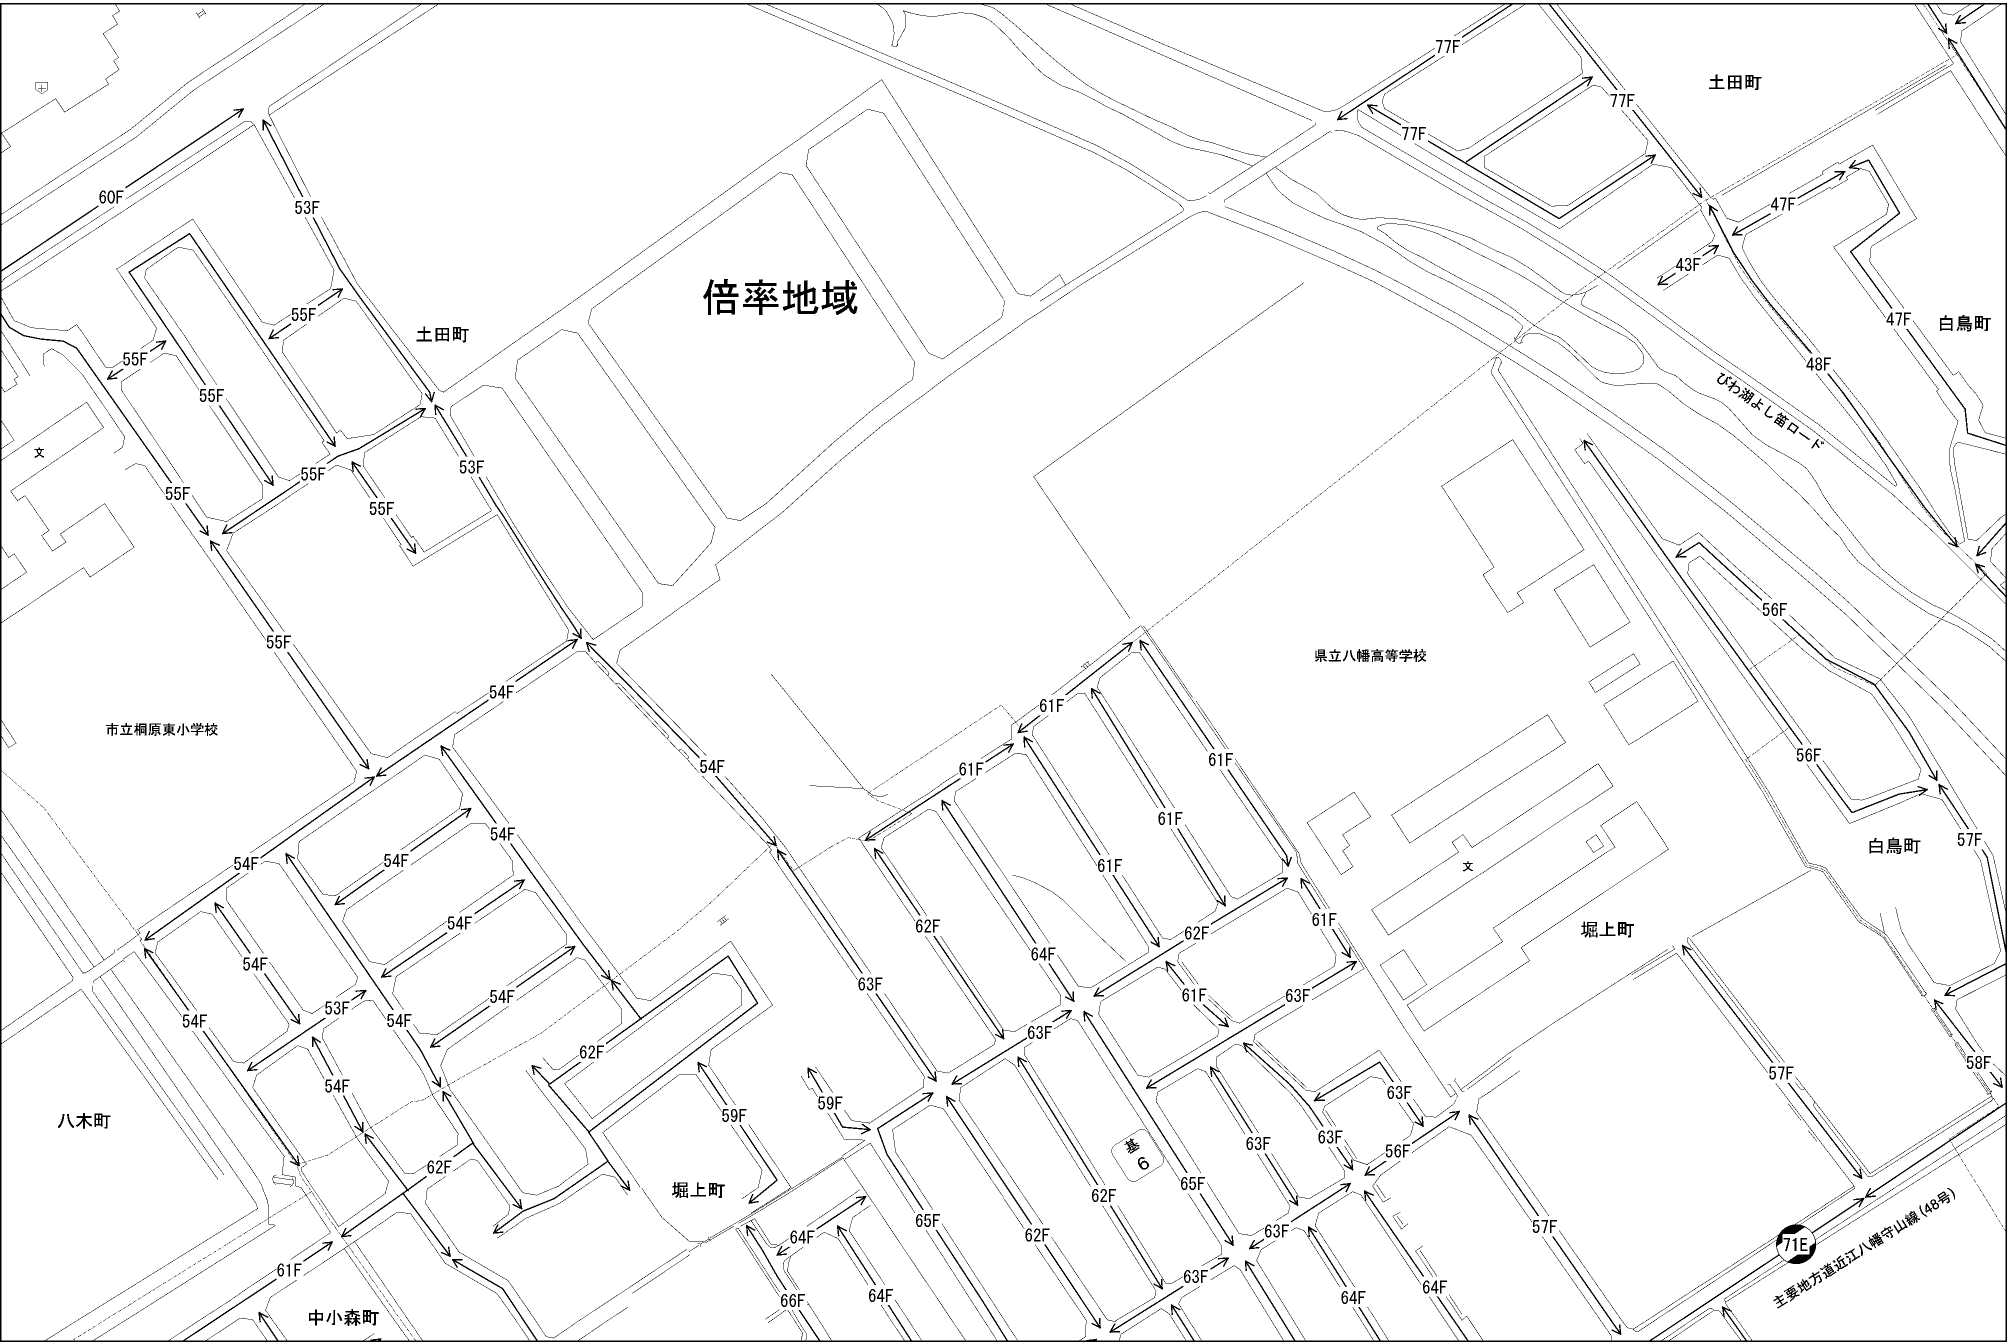 77F
土田町
77F
77F
60F
53F
47F
43F
倍率地域
55F
土田町
47F
白鳥町
55F
48F
55F
びわ湖よし笛ロード
文
53F
55F
55F
55F
56F
55F
県立八幡高等学校
54F
61F
市立桐原東小学校
56F
61F
54F
61F
61F
54F
57F
白鳥町
54F
54F
61F
文
54F
62F
61F
堀上町
62F
54F
64F
63F
61F
63F
54F
53F
54F
54F
63F
62F
58F
57F
54F
63F
59F
59F
八木町
63F
63F
基
6
56F
62F
堀上町
65F
62F
65F
57F
63F
62F
64F
71E
主要地方道近江八幡守山線(48号)
61F
63F
64F
66F
64F
64F
中小森町